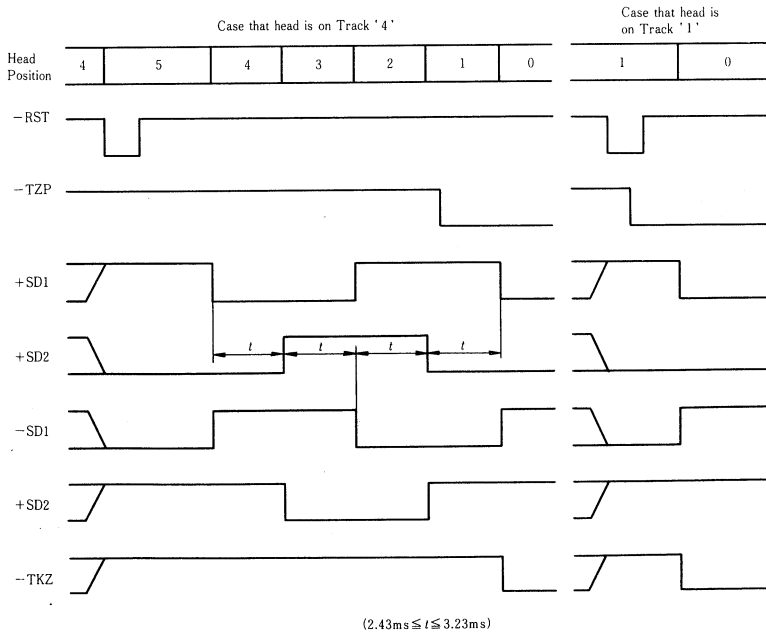 Case that head is on Track '4'
Case that head is
on Track '1'
Head
Position
4 5 4 3 2 1 0 1 0
−RST
−TZP
+SD1
+SD2
t t t t
−SD1
+SD2
−TKZ
(2.43ms≦t≦3.23ms)